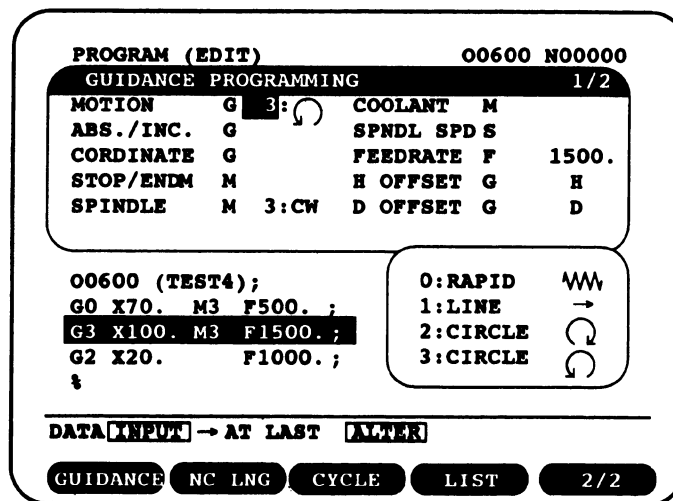 PROGRAM (EDIT) O0600 N00000
GUIDANCE PROGRAMMING 1/2
MOTION G 3: COOLANT M
ABS./INC. G SPNDL SPD S
CORDINATE G FEEDRATE F 1500.
STOP/ENDM M H OFFSET G H
SPINDLE M 3:CW D OFFSET G D
O0600 (TEST4);
G0 X70. M3 F500. ;
G3 X100. M3 F1500. ;
G2 X20. F1000. ;
%
0:RAPID
1:LINE →
2:CIRCLE
3:CIRCLE
DATA INPUT → AT LAST ALTER
GUIDANCE NC LNG CYCLE LIST 2/2